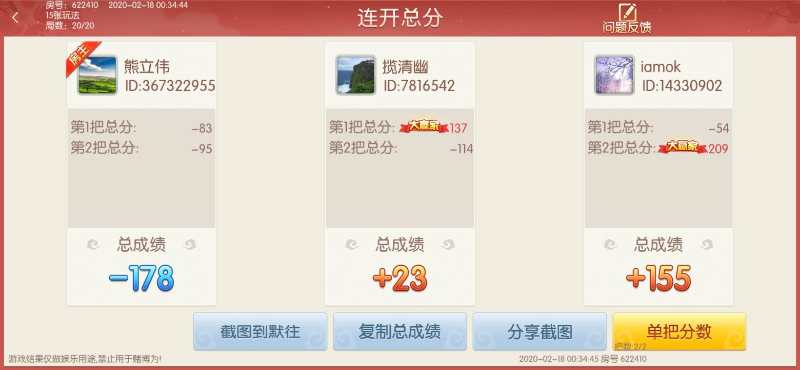 房号：622410 2020-02-18 00:34:44
15张玩法
局数：20/20
连开总分
问题反馈
房主
熊立伟
ID:367322955
第1把总分: -83
第2把总分: -95
总成绩
-178
揽清幽
ID:7816542
第1把总分: 大赢家 137
第2把总分: -114
总成绩
+23
iamok
ID:14330902
第1把总分: -54
第2把总分: 大赢家 209
总成绩
+155
截图到默往
复制总成绩
分享截图
单把分数
把数:2/2
游戏结果仅做娱乐用途,禁止用于赌博为!
2020-02-18 00:34:45 房号 622410